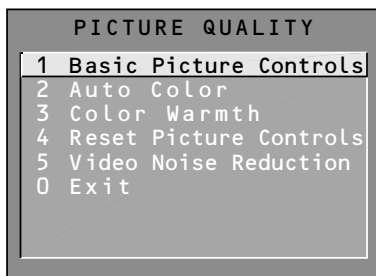 PICTURE QUALITY
1 Basic Picture Controls
2 Auto Color
3 Color Warmth
4 Reset Picture Controls
5 Video Noise Reduction
0 Exit